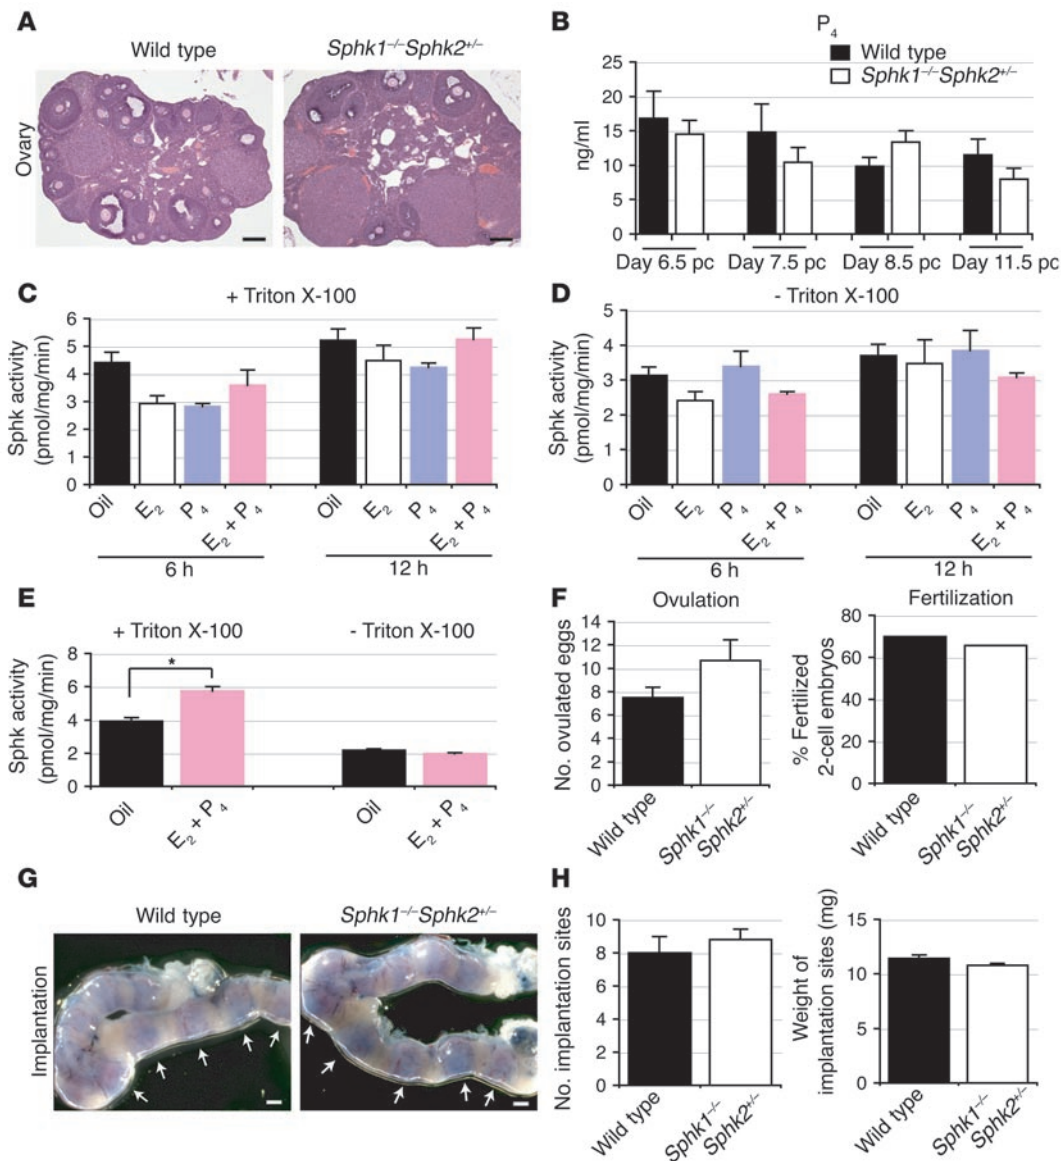 A
Wild type
Sphk1⁻/⁻Sphk2⁺/⁻
Ovary
B
P₄
Wild type
Sphk1⁻/⁻Sphk2⁺/⁻
ng/ml
25
20
15
10
5
0
Day 6.5 pc
Day 7.5 pc
Day 8.5 pc
Day 11.5 pc
C
+ Triton X-100
Sphk activity
(pmol/mg/min)
6
5
4
3
2
1
0
Oil
E₂
P₄
E₂ + P₄
Oil
E₂
P₄
E₂ + P₄
6 h
12 h
D
- Triton X-100
Sphk activity
(pmol/mg/min)
5
4
3
2
1
0
Oil
E₂
P₄
E₂ + P₄
Oil
E₂
P₄
E₂ + P₄
6 h
12 h
E
+ Triton X-100
- Triton X-100
*
Sphk activity
(pmol/mg/min)
8
6
4
2
0
Oil
E₂ + P₄
Oil
E₂ + P₄
F
Ovulation
No. ovulated eggs
14
12
10
8
6
4
2
0
Wild type
Sphk1⁻/⁻
Sphk2⁺/⁻
Fertilization
% Fertilized
2-cell embryos
80
60
40
20
0
Wild type
Sphk1⁻/⁻
Sphk2⁺/⁻
G
Wild type
Sphk1⁻/⁻Sphk2⁺/⁻
Implantation
H
No. implantation sites
10
8
6
4
2
0
Wild type
Sphk1⁻/⁻
Sphk2⁺/⁻
Weight of
implantation sites (mg)
15
10
5
0
Wild type
Sphk1⁻/⁻
Sphk2⁺/⁻